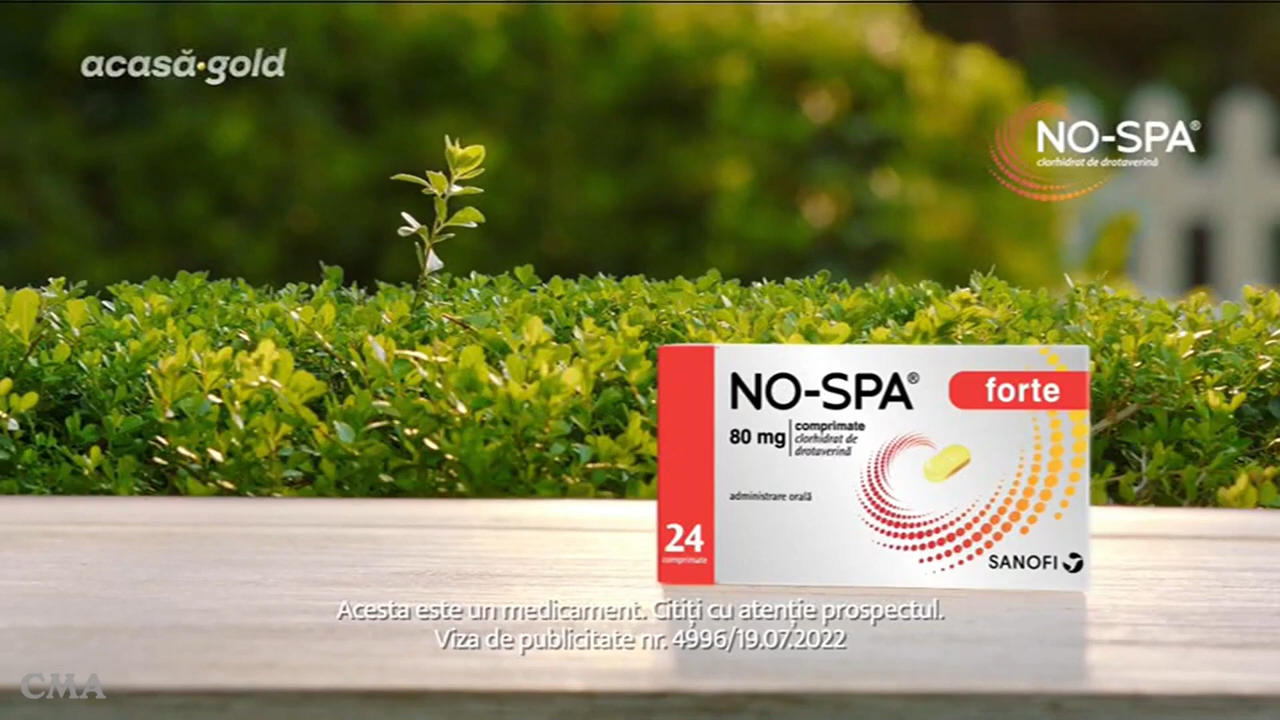 acasă·gold
NO-SPA®
clorhidrat de drotaverină
NO-SPA®
forte
80 mg
comprimate
clorhidrat de
drotaverină
administrare orală
24
comprimate
SANOFI
Acesta este un medicament. Citiți cu atenție prospectul.
Viza de publicitate nr. 4996/19.07.2022
CMA